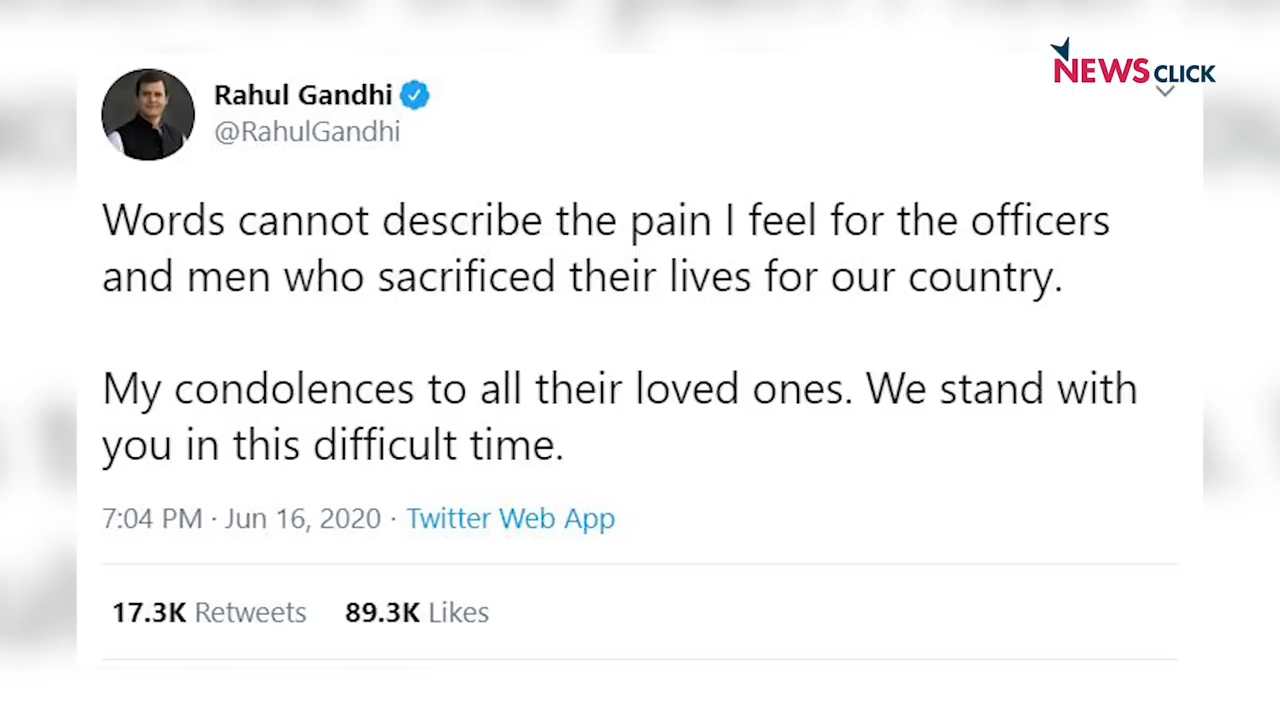 NEWS CLICK
Rahul Gandhi
@RahulGandhi
Words cannot describe the pain I feel for the officers
and men who sacrificed their lives for our country.
My condolences to all their loved ones. We stand with
you in this difficult time.
7:04 PM · Jun 16, 2020 · Twitter Web App
17.3K Retweets 89.3K Likes